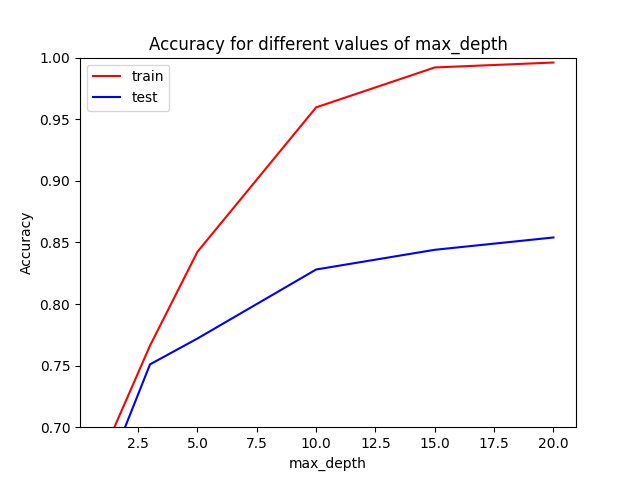 Accuracy for different values of max_depth
1.00
0.95
0.90
0.85
0.80
0.75
0.70
Accuracy
train
test
2.5 5.0 7.5 10.0 12.5 15.0 17.5 20.0
max_depth